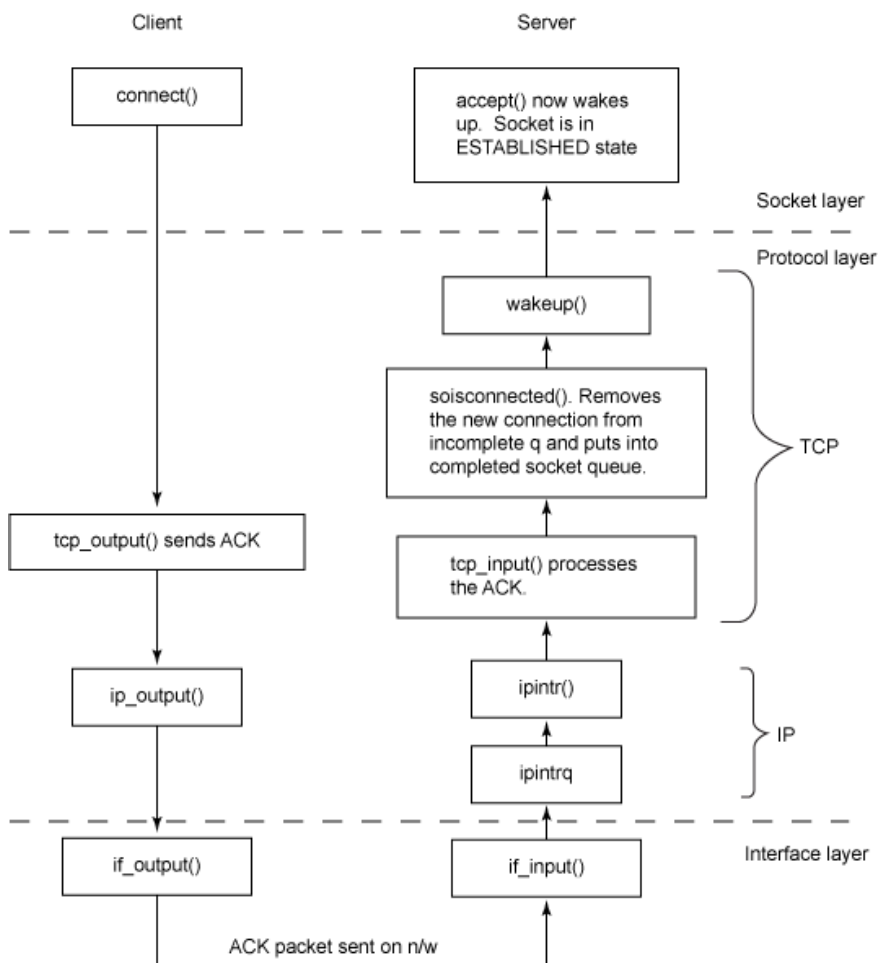 Client
Server
connect()
accept() now wakes
up.  Socket is in
ESTABLISHED state
Socket layer
Protocol layer
wakeup()
soisconnected(). Removes
the new connection from
incomplete q and puts into
completed socket queue.
TCP
tcp_output() sends ACK
tcp_input() processes
the ACK.
ip_output()
ipintr()
IP
ipintrq
if_output()
if_input()
Interface layer
ACK packet sent on n/w